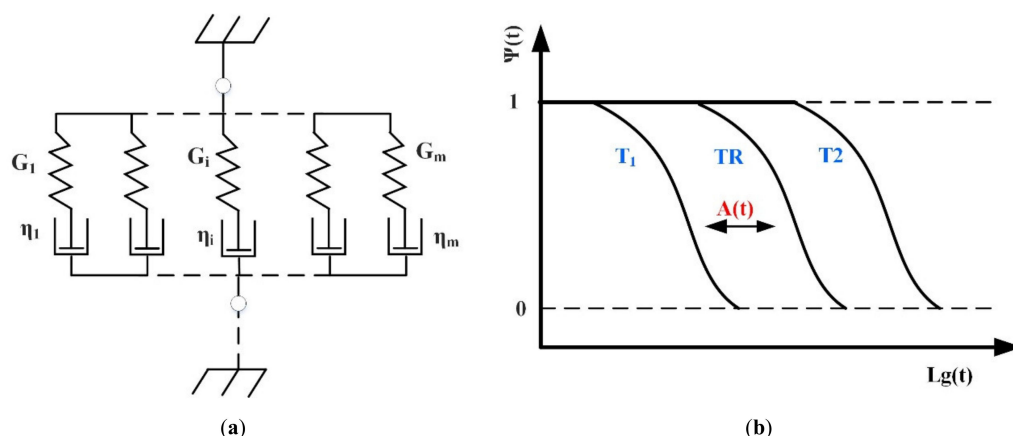 G1 Gi Gm
η1 ηi ηm
(a)
Ψ(t)
1
T1 TR T2
A(t)
0
Lg(t)
(b)